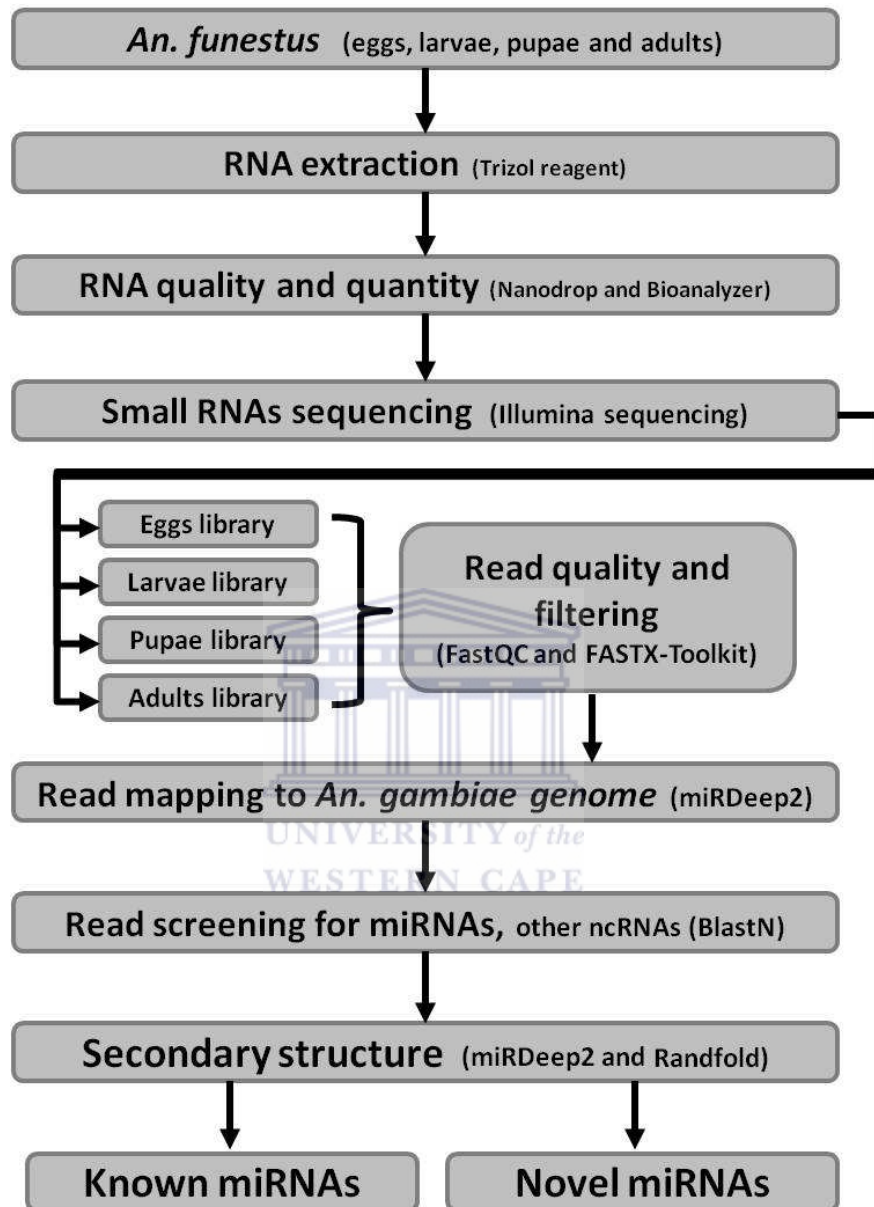 An. funestus (eggs, larvae, pupae and adults)
RNA extraction (Trizol reagent)
RNA quality and quantity (Nanodrop and Bioanalyzer)
Small RNAs sequencing (Illumina sequencing)
Eggs library
Larvae library
Pupae library
Adults library
Read quality and
filtering
(FastQC and FASTX-Toolkit)
Read mapping to An. gambiae genome (miRDeep2)
UNIVERSITY of the
WESTERN CAPE
Read screening for miRNAs, other ncRNAs (BlastN)
Secondary structure (miRDeep2 and Randfold)
Known miRNAs
Novel miRNAs